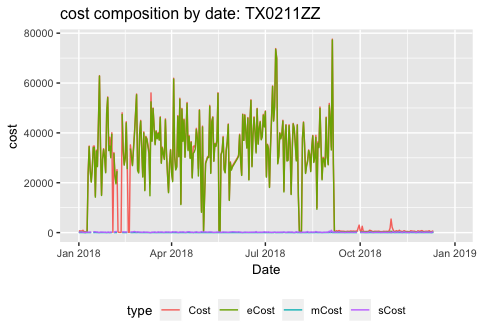 cost composition by date: TX0211ZZ
80000
60000
40000
20000
0
cost
Jan 2018 Apr 2018 Jul 2018 Oct 2018 Jan 2019
Date
type Cost eCost mCost sCost